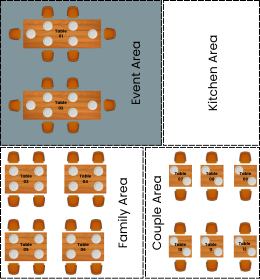 Table
01
Table
02
Event Area
Kitchen Area
Table
03
Table
04
Table
05
Table
06
Family Area
Couple Area
Table
07
Table
08
Table
09
Table
10
Table
11
Table
12